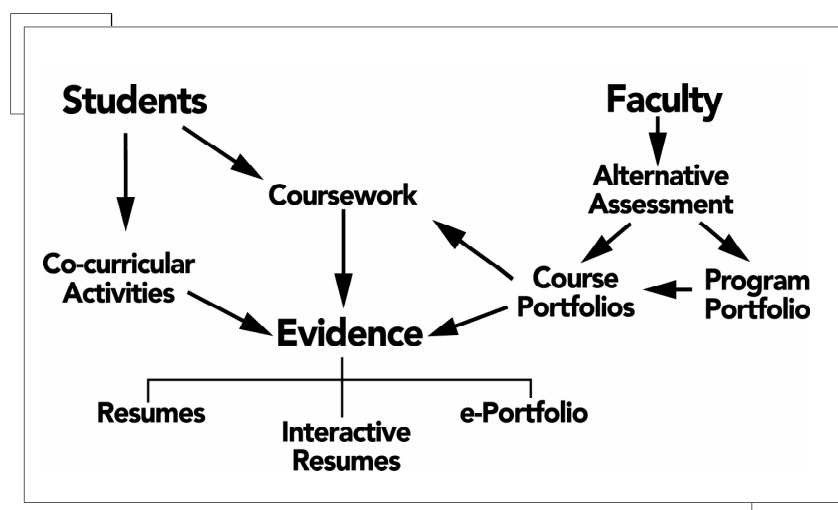 Students
Faculty
Alternative
Assessment
Coursework
Co-curricular
Activities
Course
Portfolios
Program
Portfolio
Evidence
Resumes
Interactive
Resumes
e-Portfolio